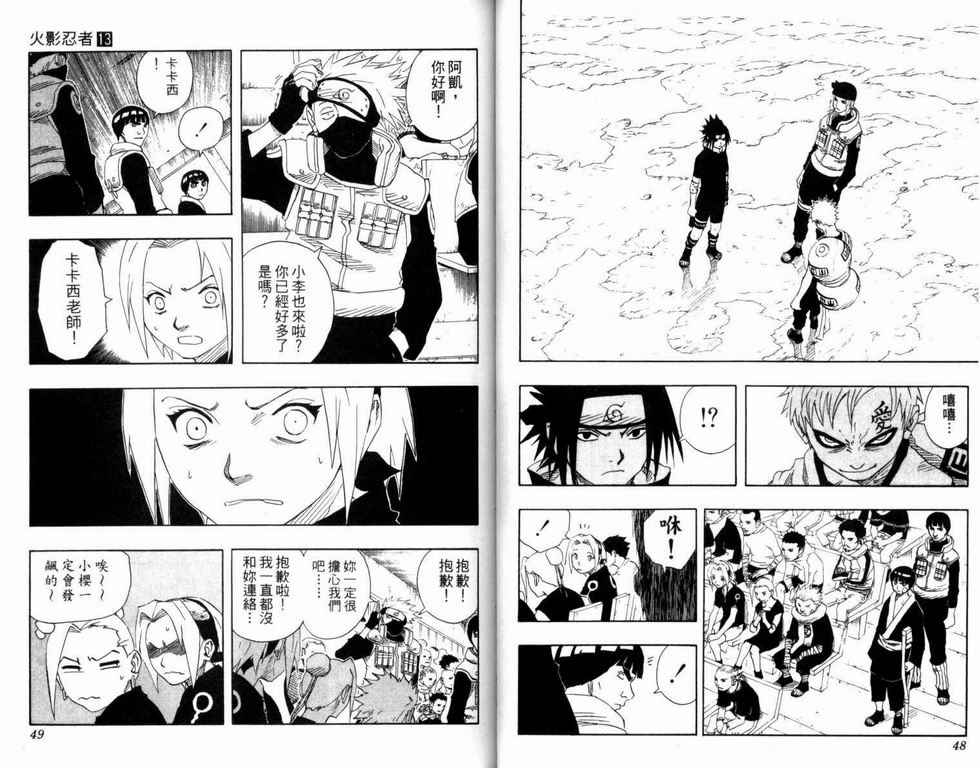 嘻…
愛
!?
咻!
!
!
48
火影忍者 13
阿凱,
你好啊!
小李也來啦?
你已經好多了
是嗎?
卡卡西
!
!
卡卡西老師!
抱歉!
抱歉!
妳一定很
擔心我們
吧……
抱歉啦!
我一直都沒
和妳連絡…
唉~
小櫻一
定會發
飆的~
49